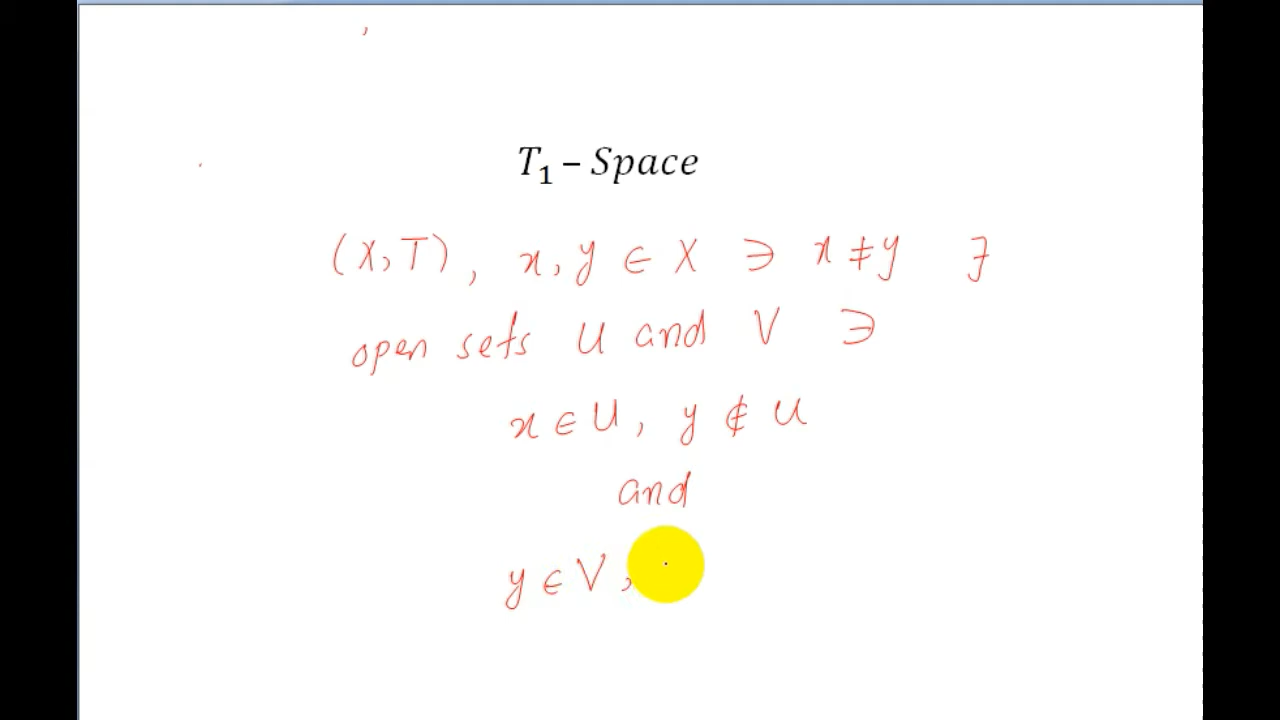 T₁ – Space
(X, T), x, y ∈ X ∋ x ≠ y ∃
open sets U and V ∋
x ∈ U, y ∉ U
and
y ∈ V,